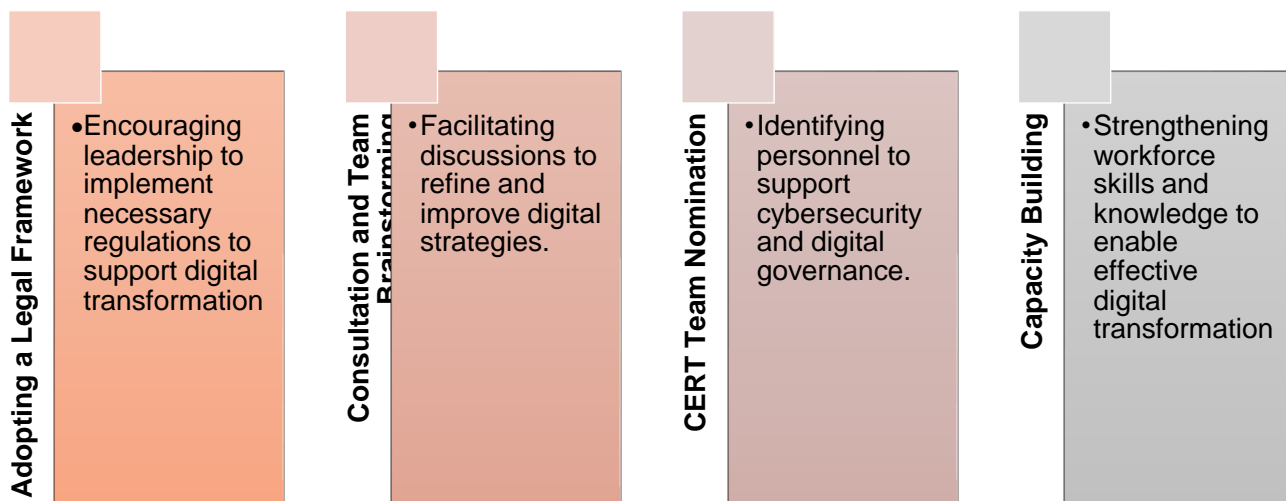 Adopting a Legal Framework
•Encouraging
leadership to
implement
necessary
regulations to
support digital
transformation
Consultation and Team
Brainstorming
•Facilitating
discussions to
refine and
improve digital
strategies.
CERT Team Nomination
•Identifying
personnel to
support
cybersecurity
and digital
governance.
Capacity Building
•Strengthening
workforce
skills and
knowledge to
enable
effective
digital
transformation